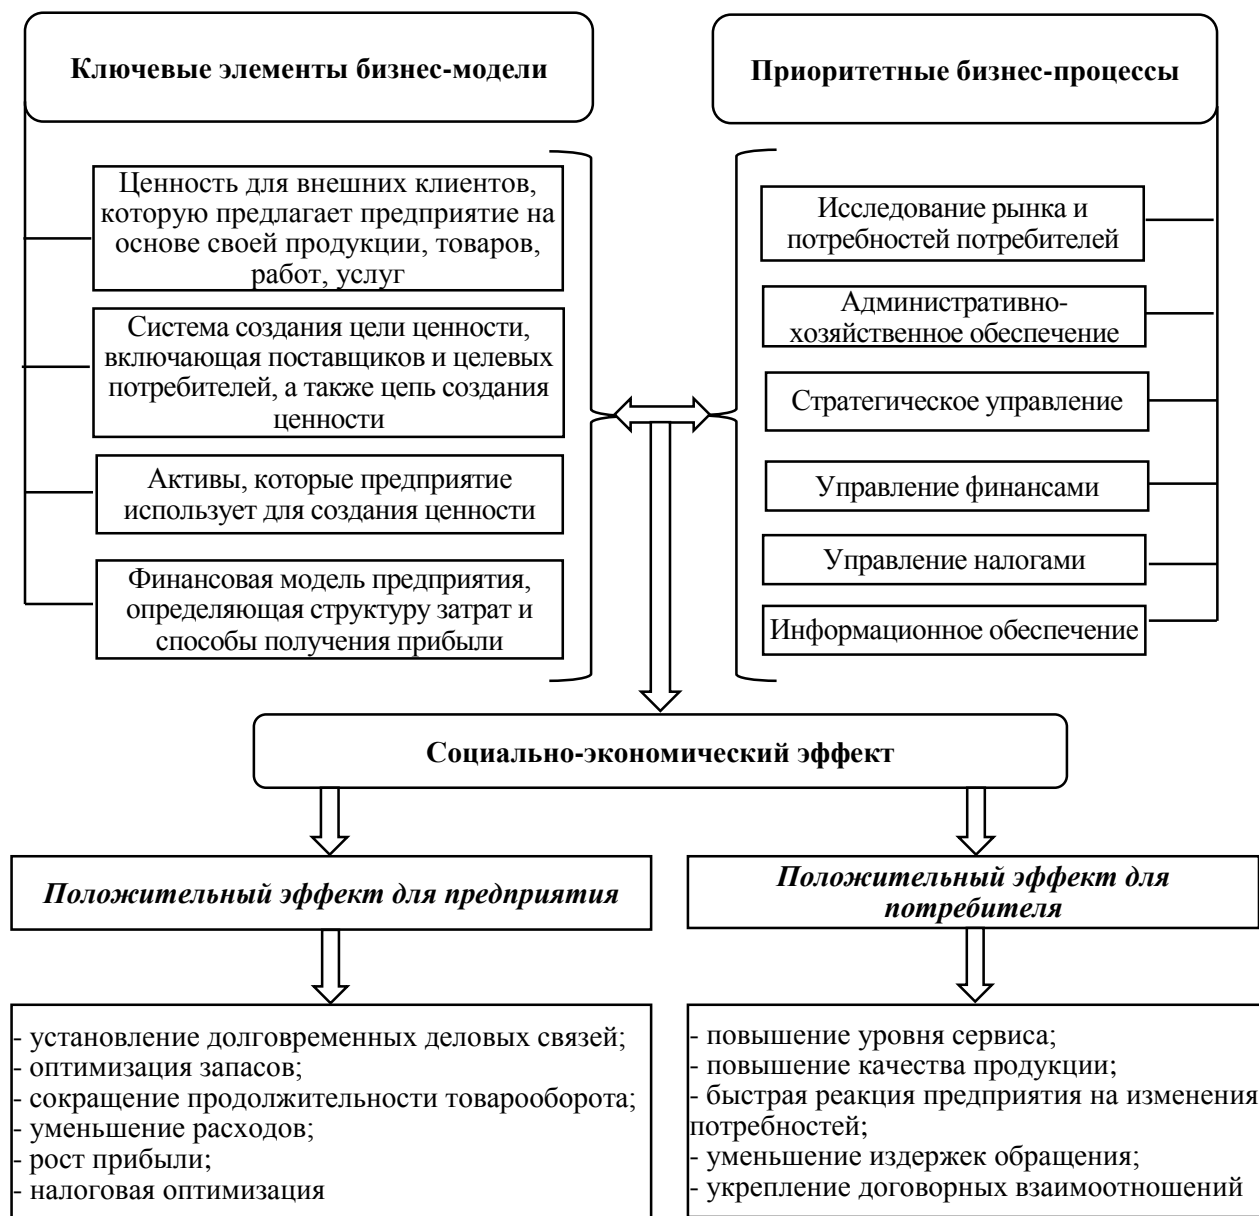 Ключевые элементы бизнес-модели
Ценность для внешних клиентов,
которую предлагает предприятие на
основе своей продукции, товаров,
работ, услуг
Система создания цели ценности,
включающая поставщиков и целевых
потребителей, а также цепь создания
ценности
Активы, которые предприятие
использует для создания ценности
Финансовая модель предприятия,
определяющая структуру затрат и
способы получения прибыли
Приоритетные бизнес-процессы
Исследование рынка и
потребностей потребителей
Административно-
хозяйственное обеспечение
Стратегическое управление
Управление финансами
Управление налогами
Информационное обеспечение
Социально-экономический эффект
Положительный эффект для предприятия
- установление долговременных деловых связей;
- оптимизация запасов;
- сокращение продолжительности товарооборота;
- уменьшение расходов;
- рост прибыли;
- налоговая оптимизация
Положительный эффект для
потребителя
- повышение уровня сервиса;
- повышение качества продукции;
- быстрая реакция предприятия на изменения
потребностей;
- уменьшение издержек обращения;
- укрепление договорных взаимоотношений